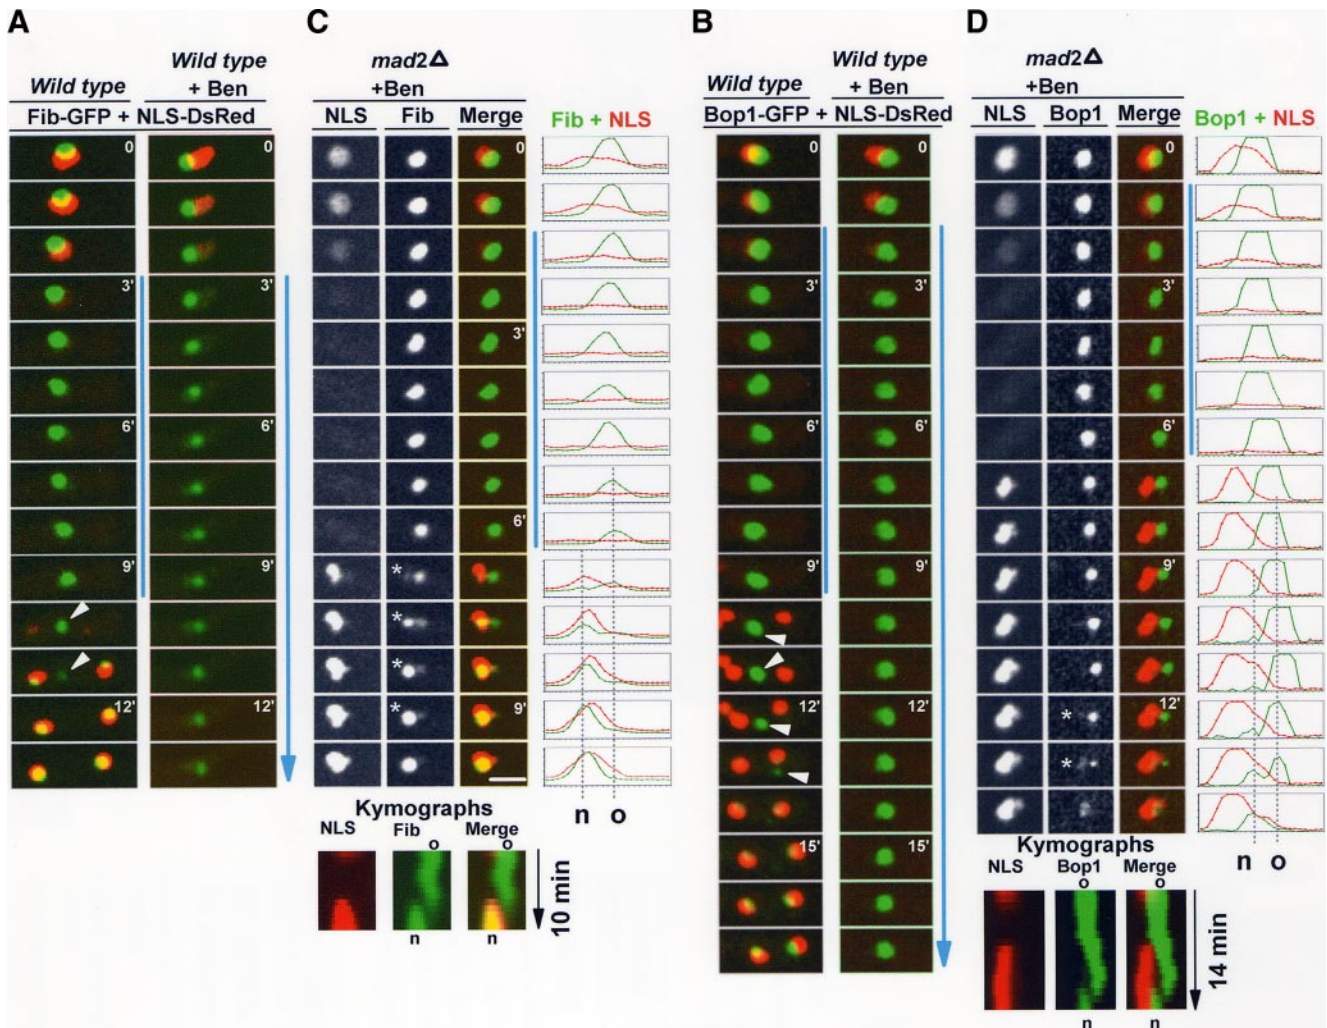 A
Wild type
Wild type
+ Ben
Fib-GFP + NLS-DsRed
0
0
3'
3'
6'
6'
9'
9'
12'
12'
C
mad2Δ
+Ben
NLS Fib Merge
Fib + NLS
0
3'
6'
*
*
*
*
9'
n o
Kymographs
NLS Fib Merge
o o
n n
10 min
B
Wild type
Wild type
+ Ben
Bop1-GFP + NLS-DsRed
0
0
3'
3'
6'
6'
9'
9'
12'
12'
15'
15'
D
mad2Δ
+Ben
NLS Bop1 Merge
Bop1 + NLS
0
3'
6'
9'
* 12'
*
n o
Kymographs
NLS Bop1 Merge
o o
n n
14 min